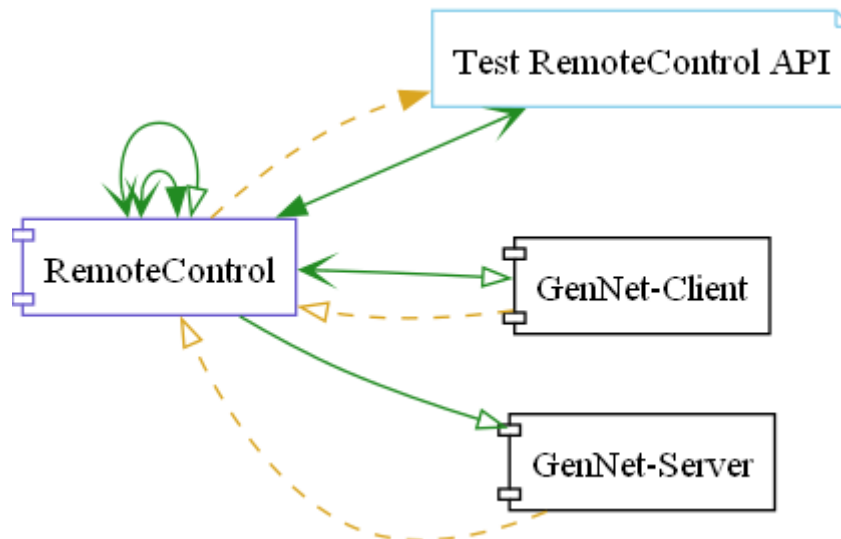 Test RemoteControl API
RemoteControl
GenNet-Client
GenNet-Server